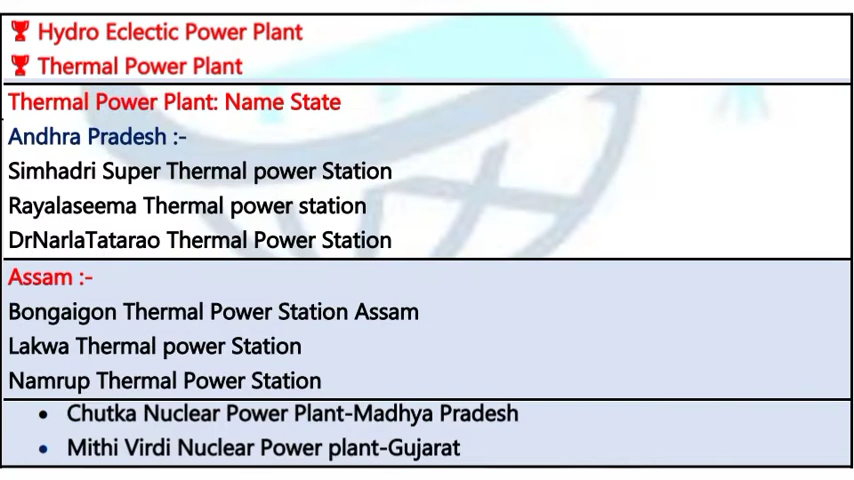 Hydro Eclectic Power Plant
Thermal Power Plant
Thermal Power Plant: Name State
Andhra Pradesh :-
Simhadri Super Thermal power Station
Rayalaseema Thermal power station
DrNarlaTatarao Thermal Power Station
Assam :-
Bongaigon Thermal Power Station Assam
Lakwa Thermal power Station
Namrup Thermal Power Station
• Chutka Nuclear Power Plant-Madhya Pradesh
• Mithi Virdi Nuclear Power plant-Gujarat